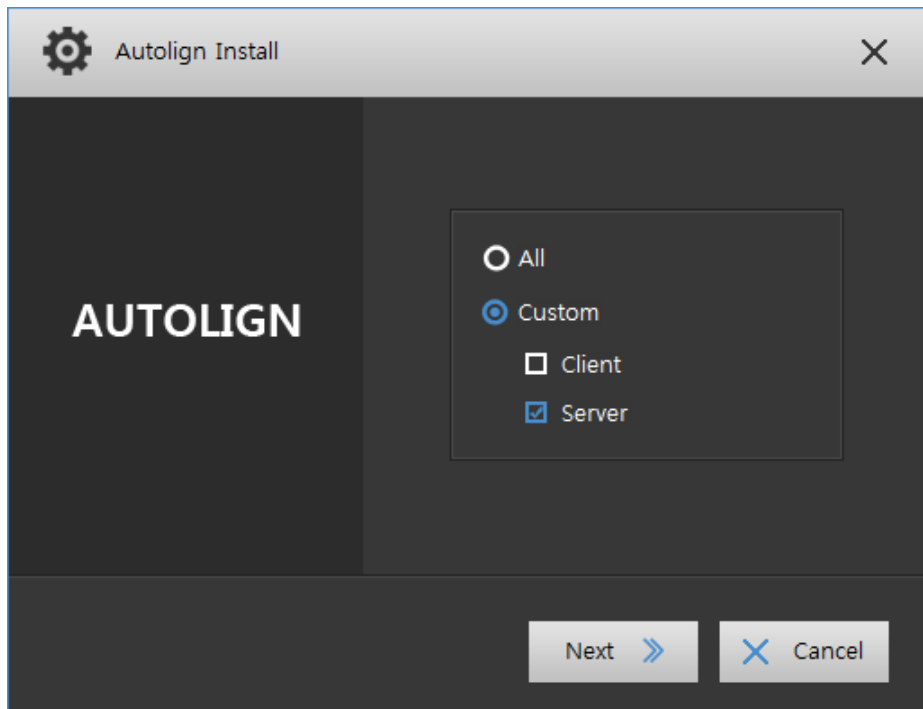 Autolign Install
AUTOLIGN
All
Custom
Client
Server
Next
Cancel